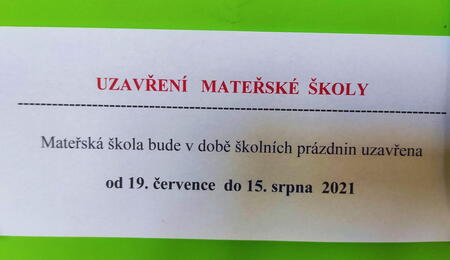 UZAVŘENÍ MATEŘSKÉ ŠKOLY
Mateřská škola bude v době školních prázdnin uzavřena
od 19. července do 15. srpna 2021